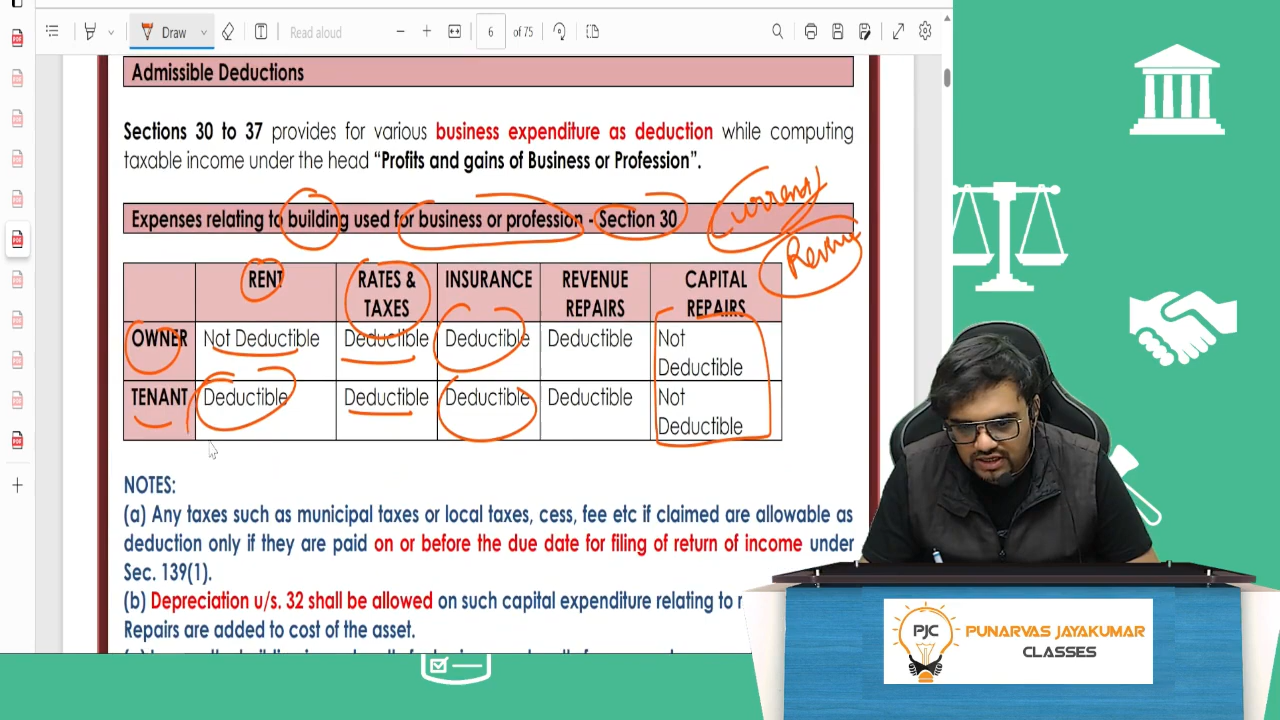 Draw
Read aloud
6 of 75
Admissible Deductions
Sections 30 to 37 provides for various business expenditure as deduction while computing
taxable income under the head "Profits and gains of Business or Profession".
Expenses relating to building used for business or profession - Section 30
Current
RENT RATES & TAXES INSURANCE REVENUE REPAIRS CAPITAL REPAIRS
OWNER Not Deductible Deductible Deductible Deductible Not Deductible
TENANT Deductible Deductible Deductible Deductible Not Deductible
NOTES:
(a) Any taxes such as municipal taxes or local taxes, cess, fee etc if claimed are allowable as
deduction only if they are paid on or before the due date for filing of return of income under
Sec. 139(1).
(b) Depreciation u/s. 32 shall be allowed on such capital expenditure relating to
Repairs are added to cost of the asset.
PJC PUNARVAS JAYAKUMAR
CLASSES